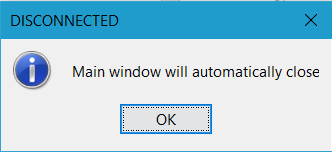 DISCONNECTED
Main window will automatically close
OK